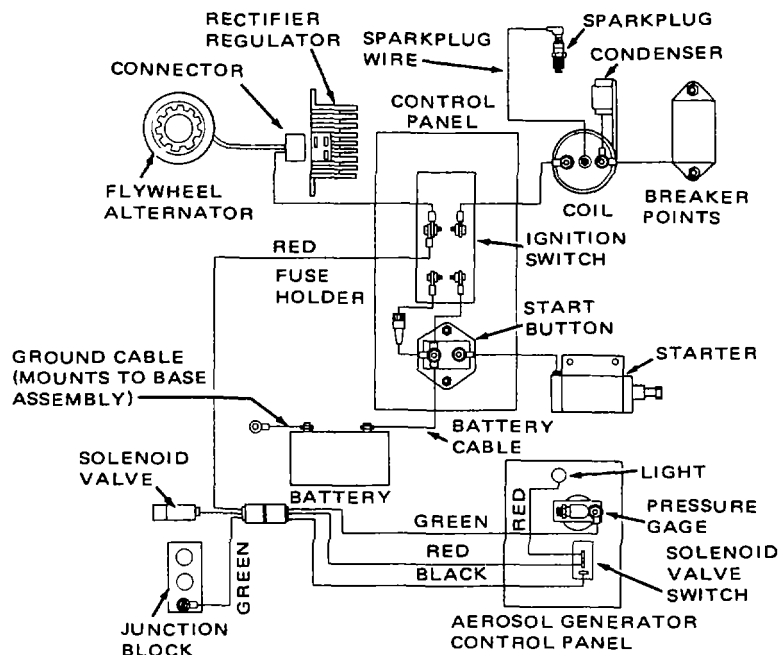 RECTIFIER
REGULATOR
CONNECTOR
SPARKPLUG
WIRE
SPARKPLUG
CONDENSER
CONTROL
PANEL
FLYWHEEL
ALTERNATOR
COIL
BREAKER
POINTS
RED
IGNITION
SWITCH
FUSE
HOLDER
START
BUTTON
GROUND CABLE
(MOUNTS TO BASE
ASSEMBLY)
STARTER
BATTERY
CABLE
SOLENOID
VALVE
BATTERY
LIGHT
RED
PRESSURE
GAGE
GREEN
RED
BLACK
GREEN
SOLENOID
VALVE
SWITCH
JUNCTION
BLOCK
AEROSOL GENERATOR
CONTROL PANEL